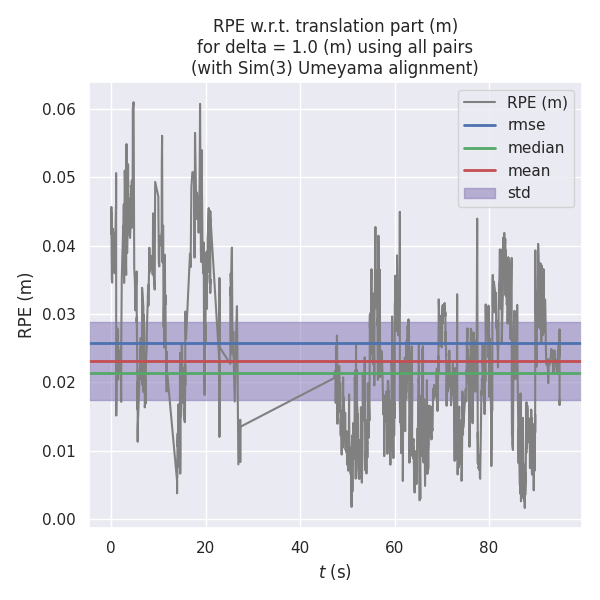 RPE w.r.t. translation part (m)
for delta = 1.0 (m) using all pairs
(with Sim(3) Umeyama alignment)
RPE (m)
rmse
median
mean
std
0.06
0.05
0.04
0.03
0.02
0.01
0.00
RPE (m)
0
20
40
60
80
t (s)